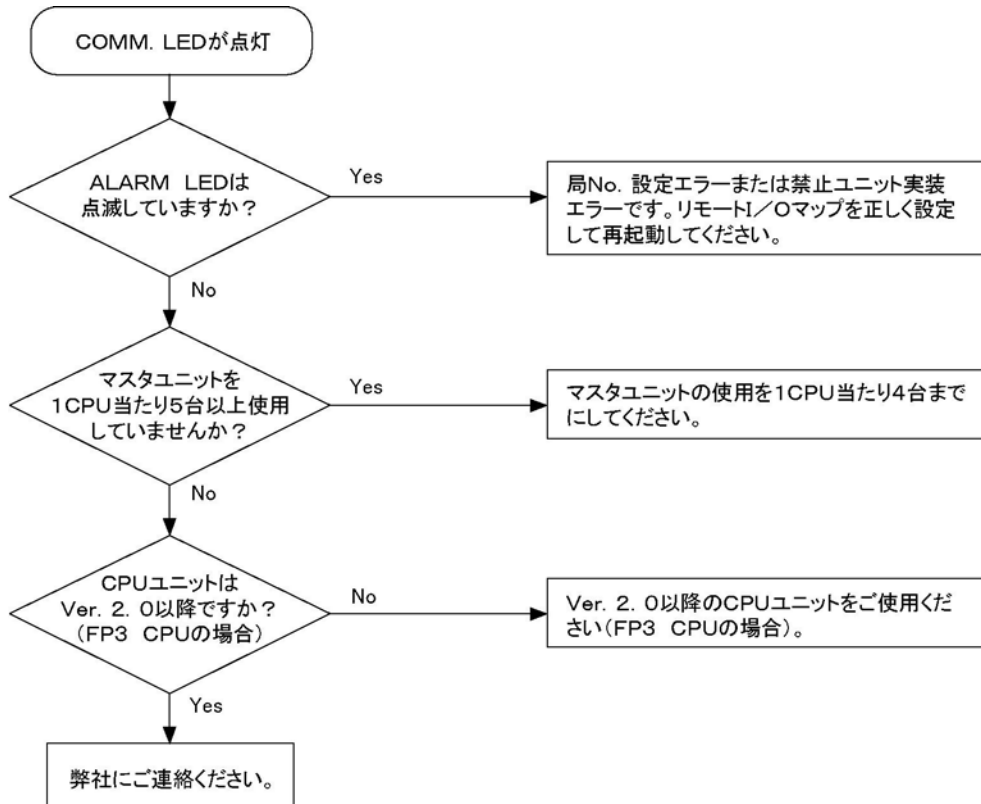 COMM. LEDが点灯
ALARM LEDは
点滅していますか？
Yes
局No. 設定エラーまたは禁止ユニット実装
エラーです。リモートI／Oマップを正しく設定
して再起動してください。
No
マスタユニットを
1CPU当たり5台以上使用
していませんか？
Yes
マスタユニットの使用を1CPU当たり4台まで
にしてください。
No
CPUユニットは
Ver. 2. 0以降ですか？
(FP3 CPUの場合)
No
Ver. 2. 0以降のCPUユニットをご使用くだ
さい(FP3 CPUの場合)。
Yes
弊社にご連絡ください。